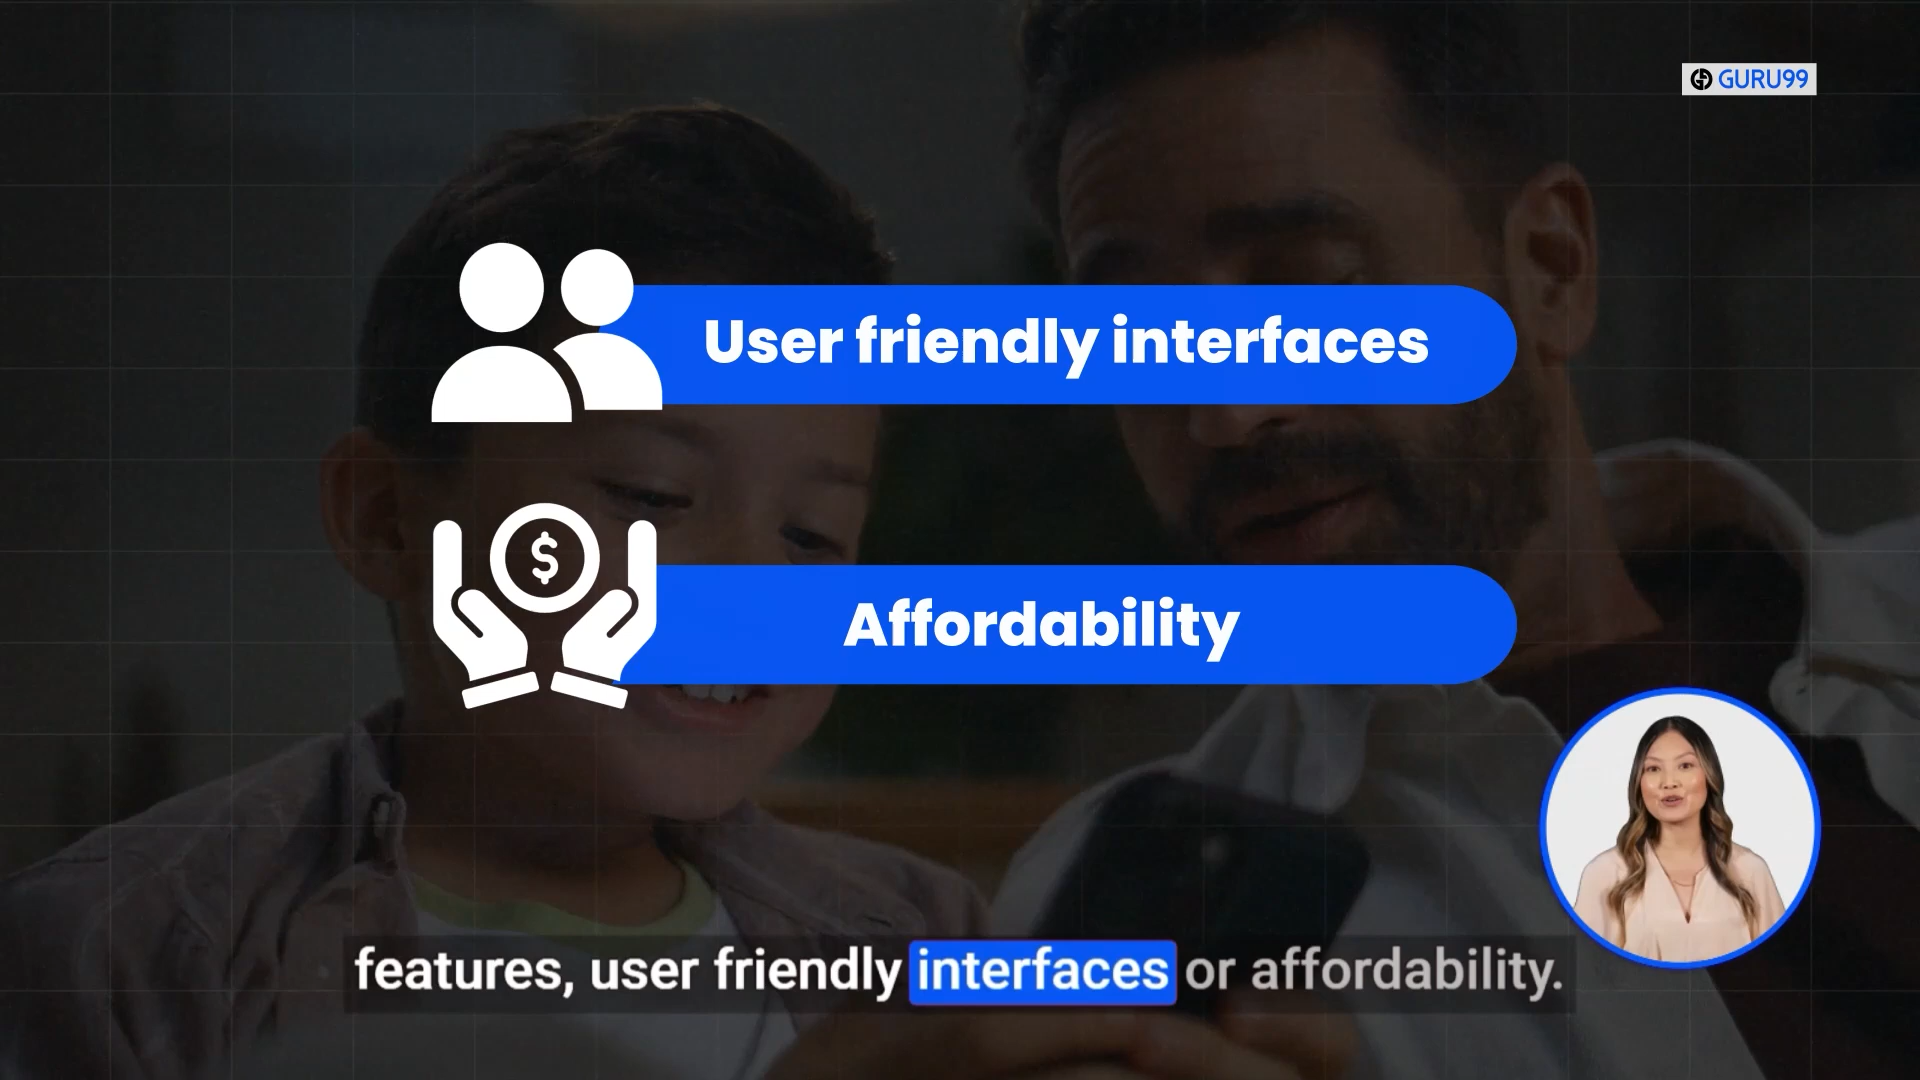 GURU99
User friendly interfaces
$
Affordability
features, user friendly interfaces or affordability.